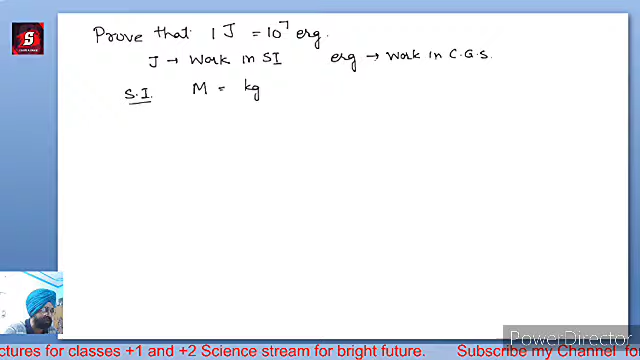 Prove that 1 J = 10⁷ erg.
J → Work in SI erg → Work in C.G.S.
S.I. M = kg
PowerDirector
ctures for classes +1 and +2 Science stream for bright future. Subscribe my Channel for